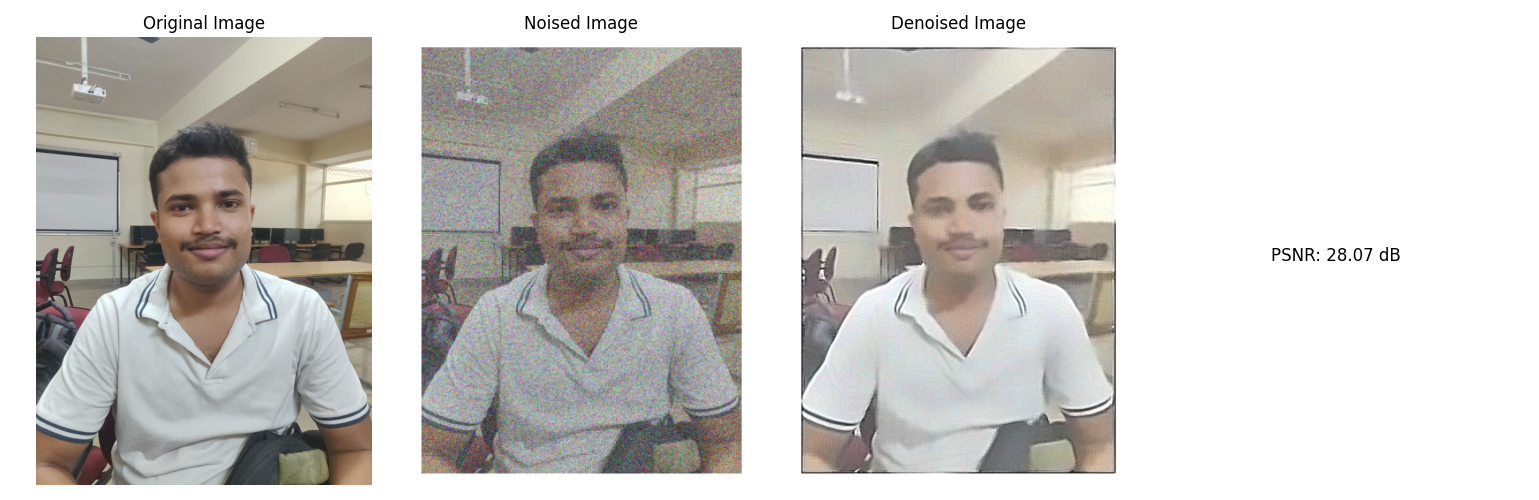 Original Image
Noised Image
Denoised Image
PSNR: 28.07 dB